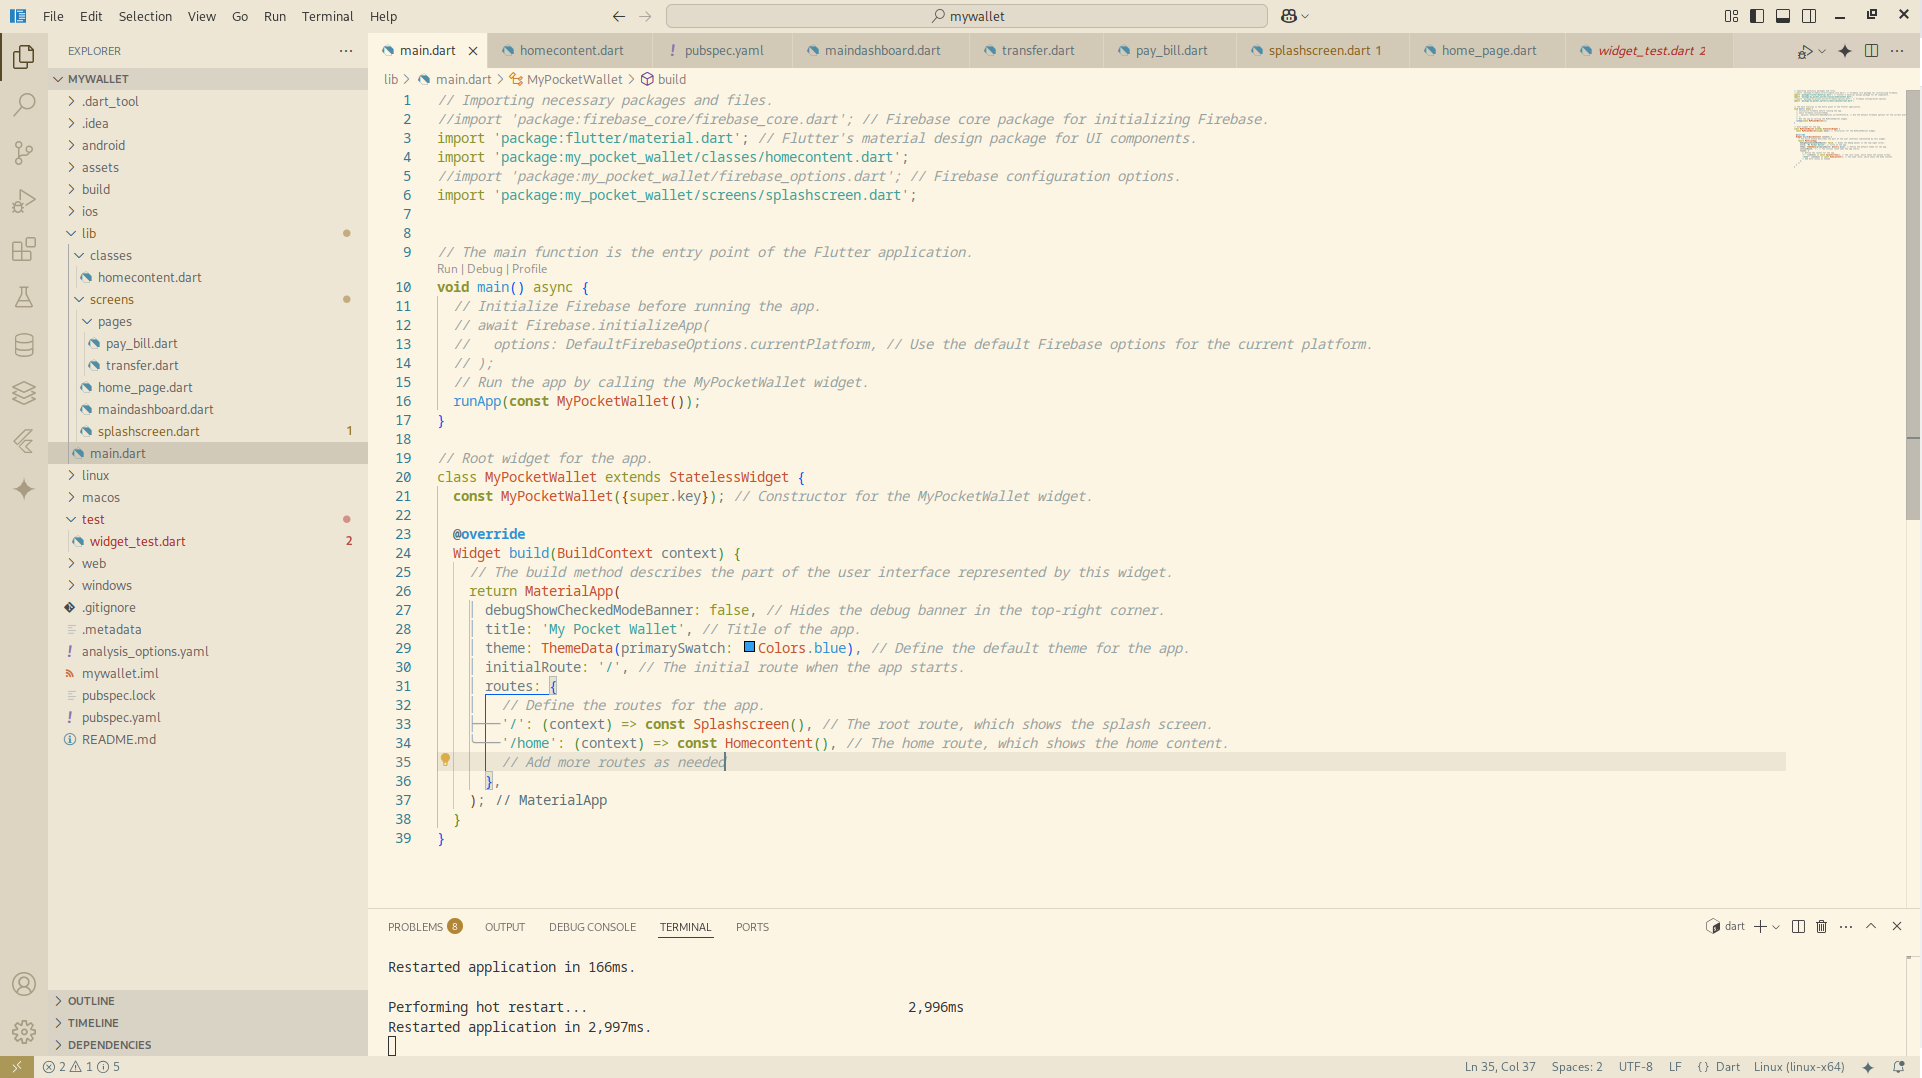 File Edit Selection View Go Run Terminal Help
mywallet
EXPLORER
MYWALLET
.dart_tool
.idea
android
assets
build
ios
lib
classes
homecontent.dart
screens
pages
pay_bill.dart
transfer.dart
home_page.dart
maindashboard.dart
splashscreen.dart 1
main.dart
linux
macos
test
widget_test.dart 2
web
windows
.gitignore
.metadata
analysis_options.yaml
mywallet.iml
pubspec.lock
pubspec.yaml
README.md
OUTLINE
TIMELINE
DEPENDENCIES
main.dart homecontent.dart pubspec.yaml maindashboard.dart transfer.dart pay_bill.dart splashscreen.dart 1 home_page.dart widget_test.dart 2
lib > main.dart > MyPocketWallet > build
1 // Importing necessary packages and files.
2 //import 'package:firebase_core/firebase_core.dart'; // Firebase core package for initializing Firebase.
3 import 'package:flutter/material.dart'; // Flutter's material design package for UI components.
4 import 'package:my_pocket_wallet/classes/homecontent.dart';
5 //import 'package:my_pocket_wallet/firebase_options.dart'; // Firebase configuration options.
6 import 'package:my_pocket_wallet/screens/splashscreen.dart';
7
8
9 // The main function is the entry point of the Flutter application.
Run | Debug | Profile
10 void main() async {
11 // Initialize Firebase before running the app.
12 // await Firebase.initializeApp(
13 //   options: DefaultFirebaseOptions.currentPlatform, // Use the default Firebase options for the current platform.
14 // );
15 // Run the app by calling the MyPocketWallet widget.
16 runApp(const MyPocketWallet());
17 }
18
19 // Root widget for the app.
20 class MyPocketWallet extends StatelessWidget {
21 const MyPocketWallet({super.key}); // Constructor for the MyPocketWallet widget.
22
23 @override
24 Widget build(BuildContext context) {
25 // The build method describes the part of the user interface represented by this widget.
26 return MaterialApp(
27 debugShowCheckedModeBanner: false, // Hides the debug banner in the top-right corner.
28 title: 'My Pocket Wallet', // Title of the app.
29 theme: ThemeData(primarySwatch: Colors.blue), // Define the default theme for the app.
30 initialRoute: '/', // The initial route when the app starts.
31 routes: {
32 // Define the routes for the app.
33 '/': (context) => const Splashscreen(), // The root route, which shows the splash screen.
34 '/home': (context) => const Homecontent(), // The home route, which shows the home content.
35 // Add more routes as needed
36 },
37 ); // MaterialApp
38 }
39 }
PROBLEMS 8 OUTPUT DEBUG CONSOLE TERMINAL PORTS
dart
Restarted application in 166ms.
Performing hot restart... 2,996ms
Restarted application in 2,997ms.
2 1 5
Ln 35, Col 37 Spaces: 2 UTF-8 LF {} Dart Linux (linux-x64)